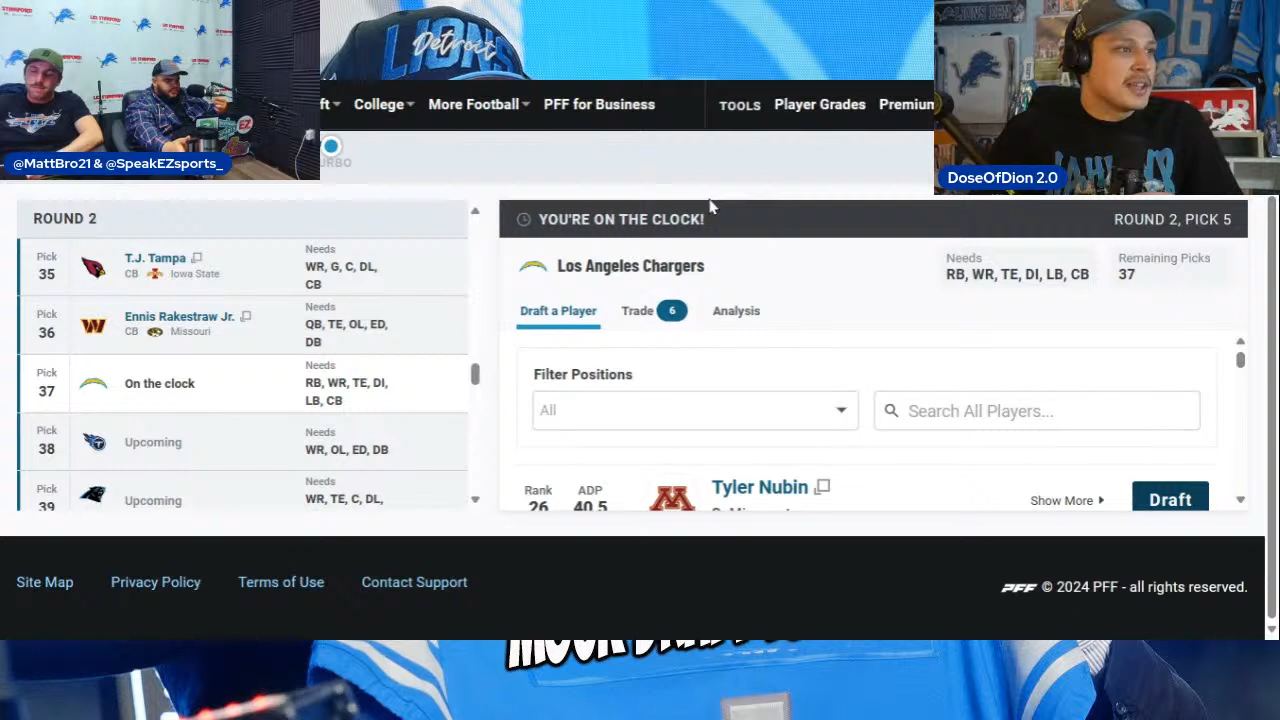 @MattBro21 & @SpeakEZsports_
LIONS
Detroit
DoseOfDion 2.0
ft College More Football PFF for Business TOOLS Player Grades Premium
RBO
ROUND 2
Pick 35
T.J. Tampa
CB Iowa State
Needs
WR, G, C, DL,
CB
Pick 36
Ennis Rakestraw Jr.
CB Missouri
Needs
QB, TE, OL, ED,
DB
Pick 37
On the clock
Needs
RB, WR, TE, DI,
LB, CB
Pick 38
Upcoming
Needs
WR, OL, ED, DB
Pick 39
Upcoming
Needs
WR, TE, C, DL,
YOU'RE ON THE CLOCK!
ROUND 2, PICK 5
Los Angeles Chargers
Needs
RB, WR, TE, DI, LB, CB
Remaining Picks
37
Draft a Player Trade 6 Analysis
Filter Positions
All
Search All Players...
Rank
26
ADP
40.5
Tyler Nubin
Show More
Draft
Site Map Privacy Policy Terms of Use Contact Support
PFF © 2024 PFF - all rights reserved.